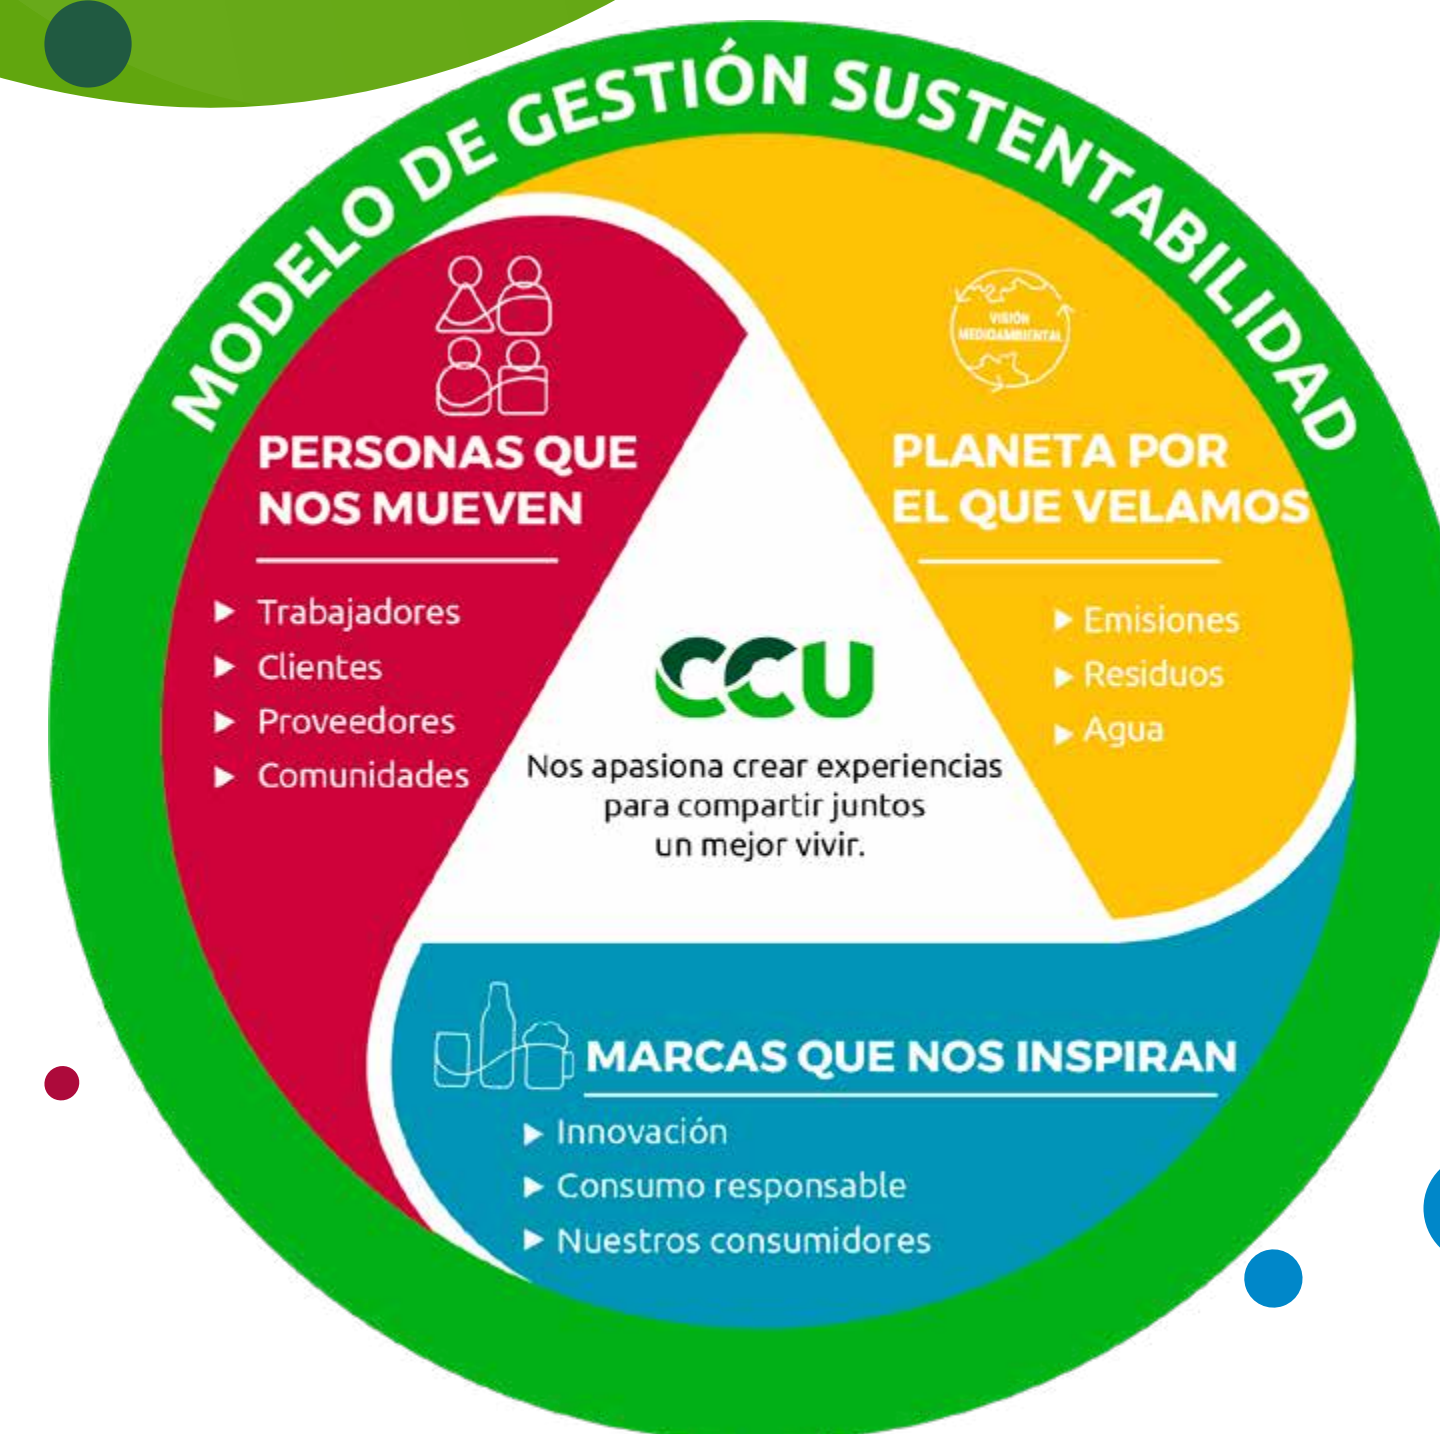 MODELO DE GESTIÓN SUSTENTABILIDAD
PERSONAS QUE
NOS MUEVEN
Trabajadores
Clientes
Proveedores
Comunidades
VISIÓN
MEDIOAMBIENTAL
PLANETA POR
EL QUE VELAMOS
Emisiones
Residuos
Agua
CCU
Nos apasiona crear experiencias
para compartir juntos
un mejor vivir.
MARCAS QUE NOS INSPIRAN
Innovación
Consumo responsable
Nuestros consumidores